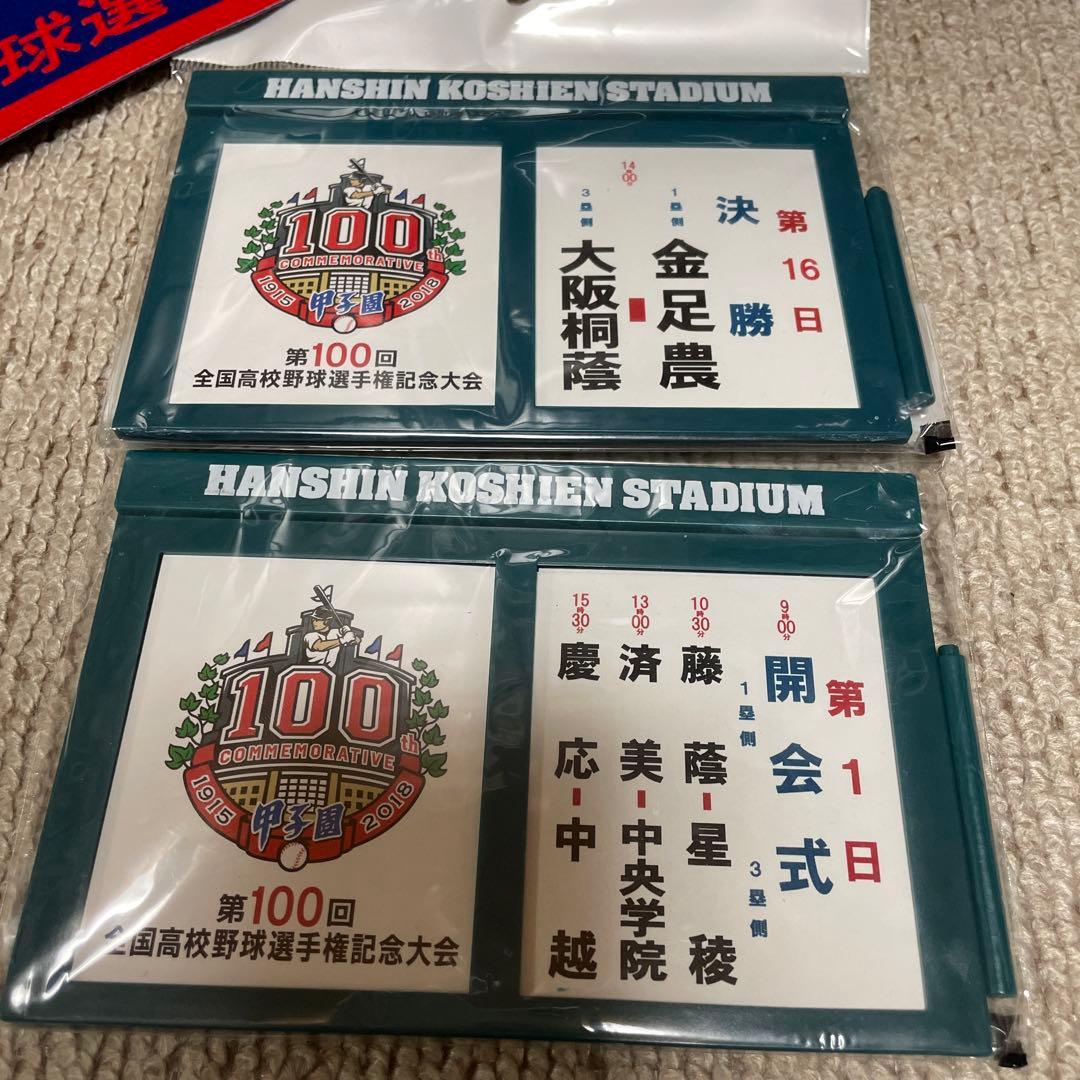 球選
HANSHIN KOSHIEN STADIUM
100th
COMMEMORATIVE
1915 甲子園 2018
第100回
全国高校野球選手権記念大会
第16日
決勝
1塁側
金足農
14時00分
3塁側
大阪桐蔭
HANSHIN KOSHIEN STADIUM
100th
COMMEMORATIVE
1915 甲子園 2018
第100回
全国高校野球選手権記念大会
第1日
9時00分
開会式
1塁側 3塁側
10時30分
藤蔭-星稜
13時00分
済美-中央学院
15時30分
慶応-中越